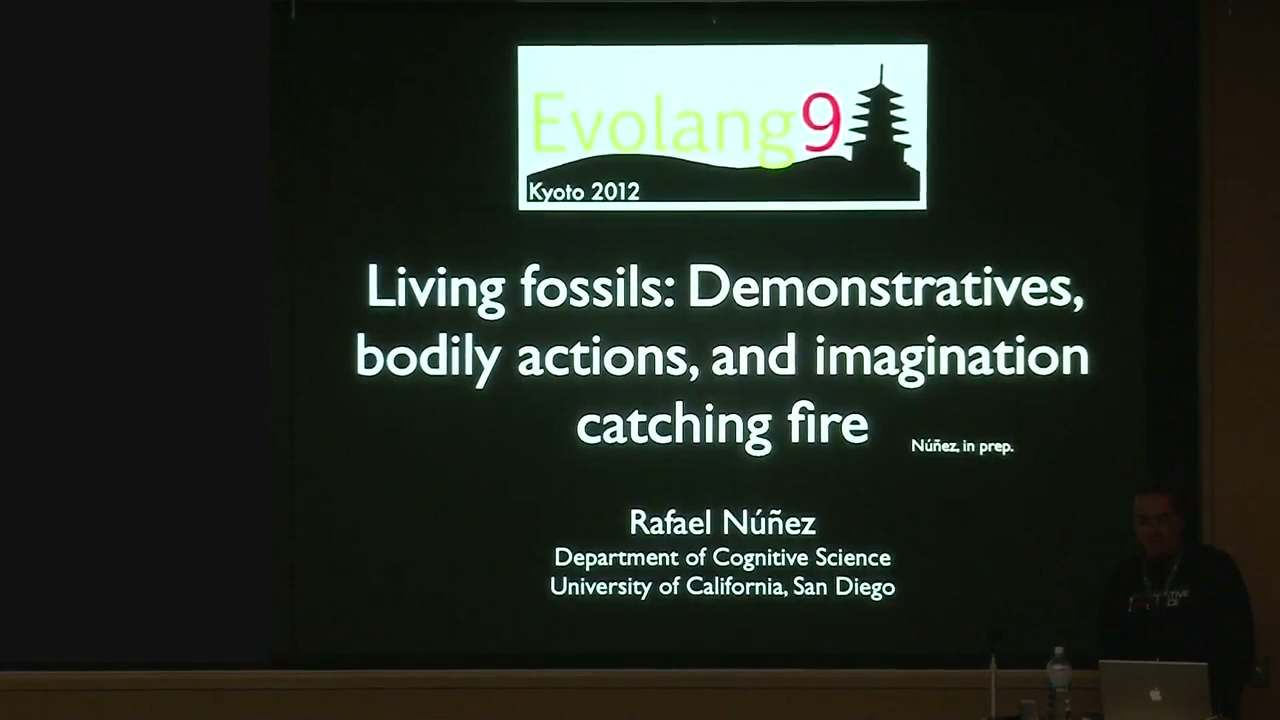 Evolang9
Kyoto 2012
Living fossils: Demonstratives,
bodily actions, and imagination
catching fire
Núñez, in prep.
Rafael Núñez
Department of Cognitive Science
University of California, San Diego